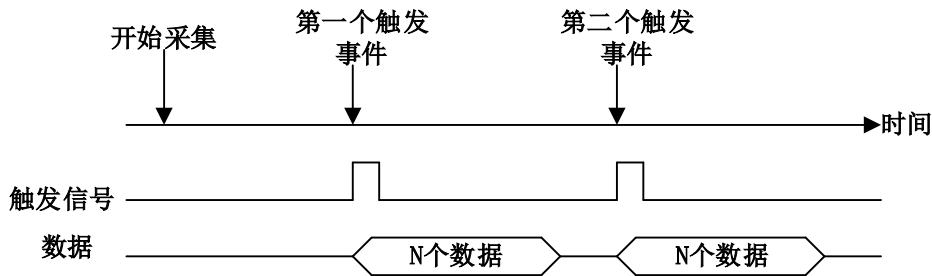 开始采集
第一个触发
事件
第二个触发
事件
时间
触发信号
数据
N个数据
N个数据